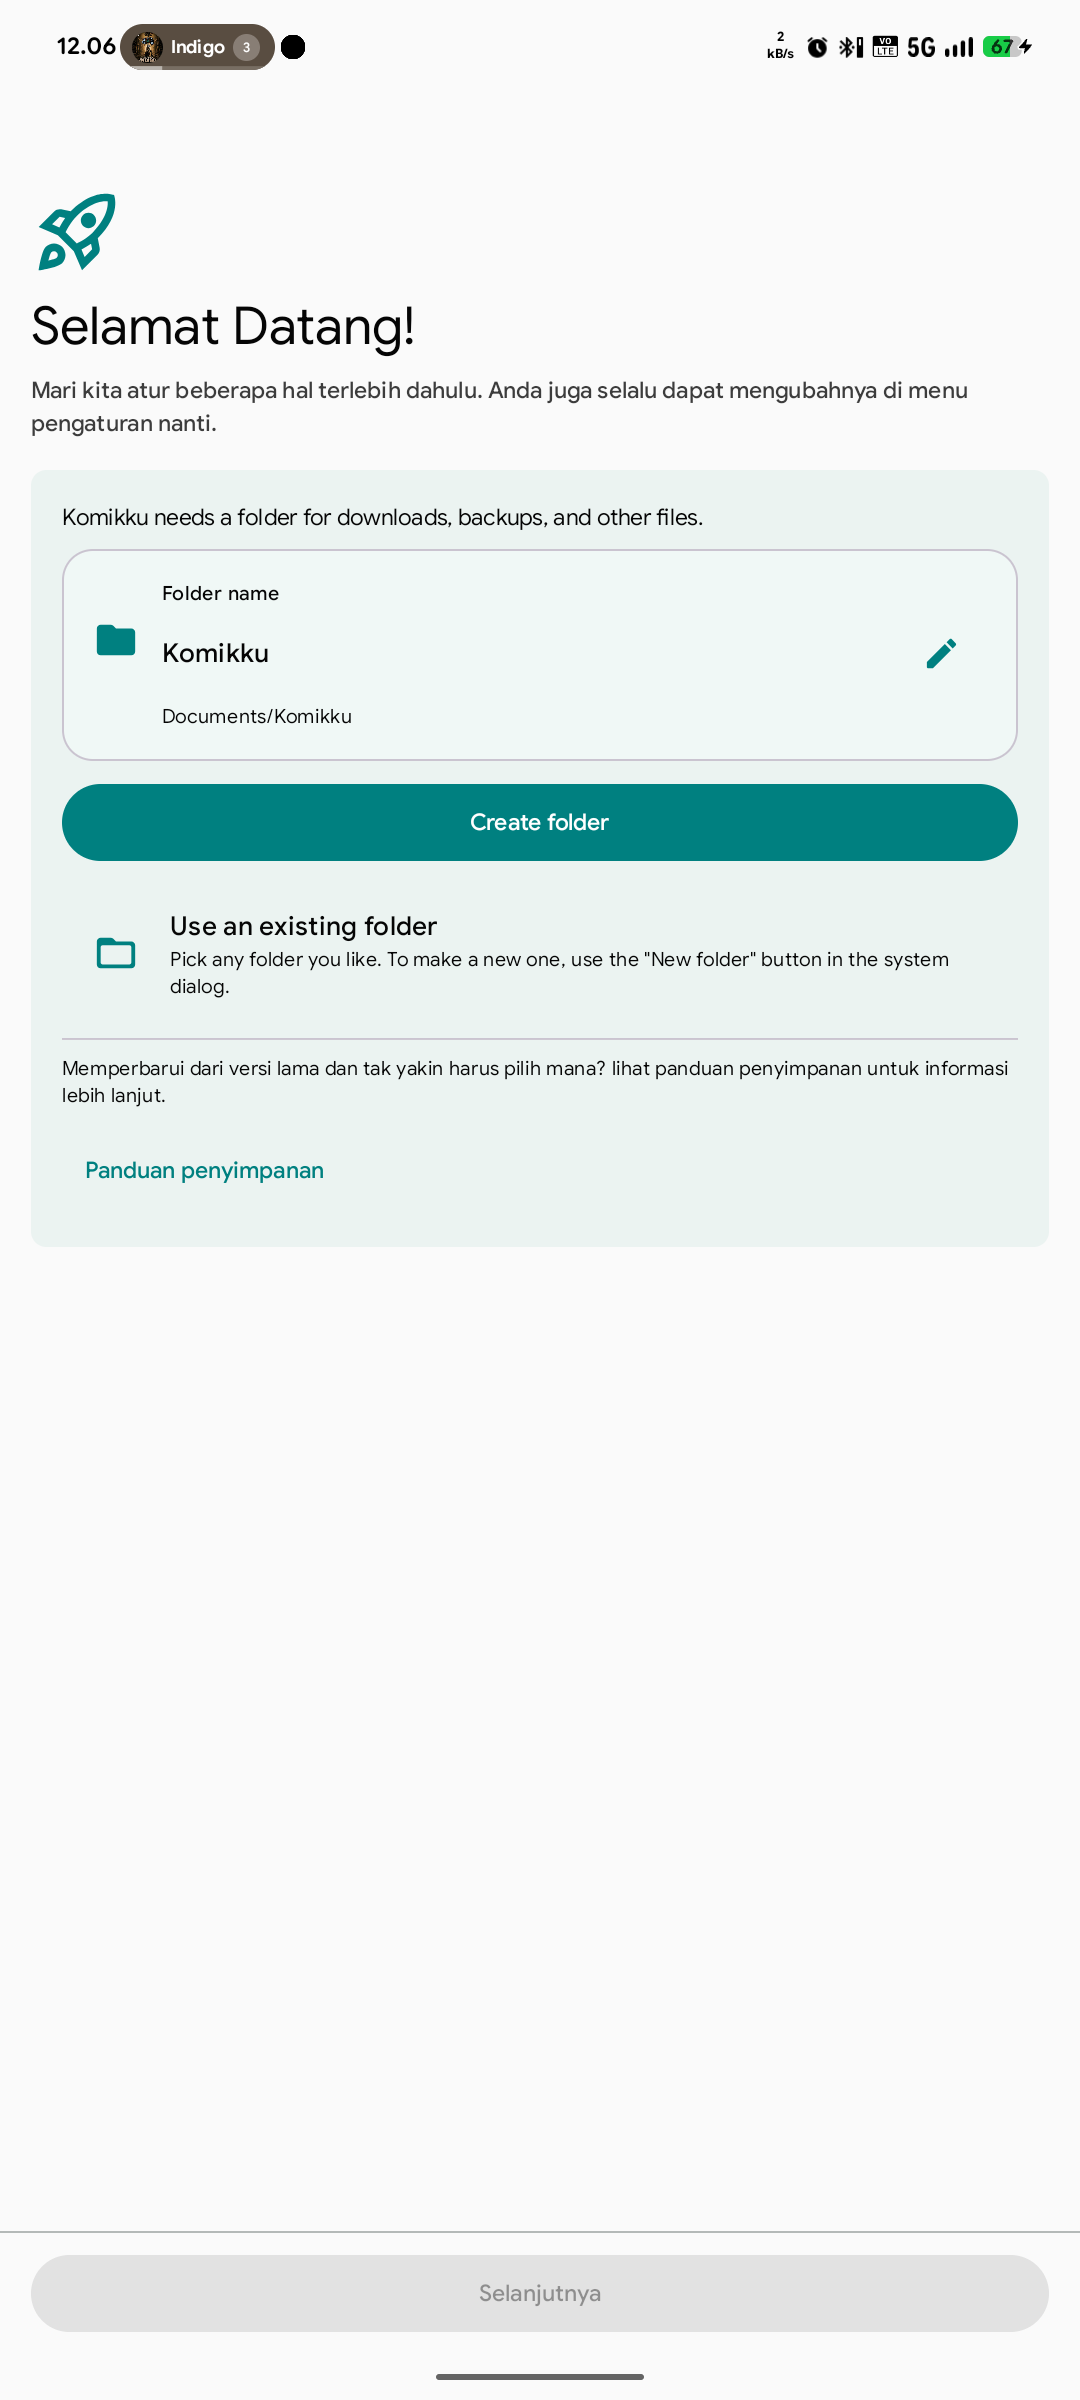 12.06 Indigo 3 2 kB/s VO LTE 5G 67
Selamat Datang!
Mari kita atur beberapa hal terlebih dahulu. Anda juga selalu dapat mengubahnya di menu
pengaturan nanti.
Komikku needs a folder for downloads, backups, and other files.
Folder name
Komikku
Documents/Komikku
Create folder
Use an existing folder
Pick any folder you like. To make a new one, use the "New folder" button in the system
dialog.
Memperbarui dari versi lama dan tak yakin harus pilih mana? lihat panduan penyimpanan untuk informasi
lebih lanjut.
Panduan penyimpanan
Selanjutnya